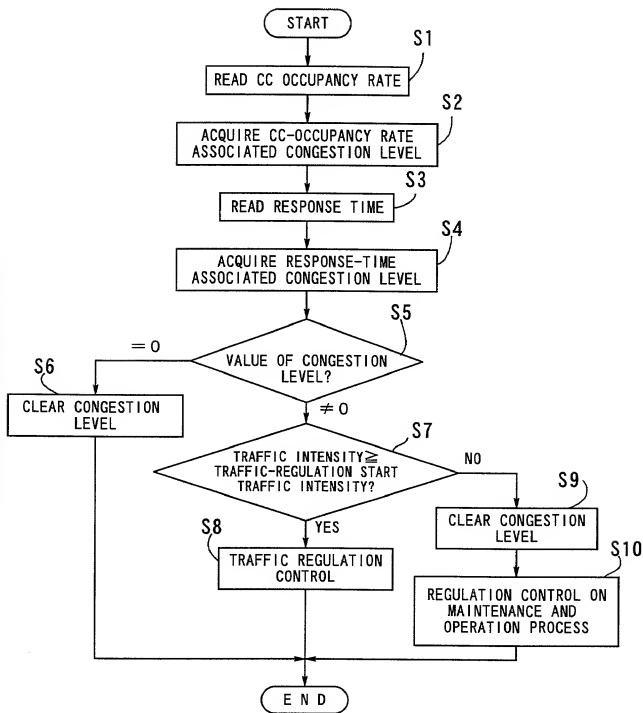 START
S1
READ CC OCCUPANCY RATE
S2
ACQUIRE CC-OCCUPANCY RATE
ASSOCIATED CONGESTION LEVEL
S3
READ RESPONSE TIME
S4
ACQUIRE RESPONSE-TIME
ASSOCIATED CONGESTION LEVEL
S5
=0
VALUE OF CONGESTION
LEVEL?
S6
CLEAR CONGESTION
LEVEL
≠0
S7
TRAFFIC INTENSITY≧
TRAFFIC-REGULATION START
TRAFFIC INTENSITY?
NO
YES
S8
TRAFFIC REGULATION
CONTROL
S9
CLEAR CONGESTION
LEVEL
S10
REGULATION CONTROL ON
MAINTENANCE AND
OPERATION PROCESS
END